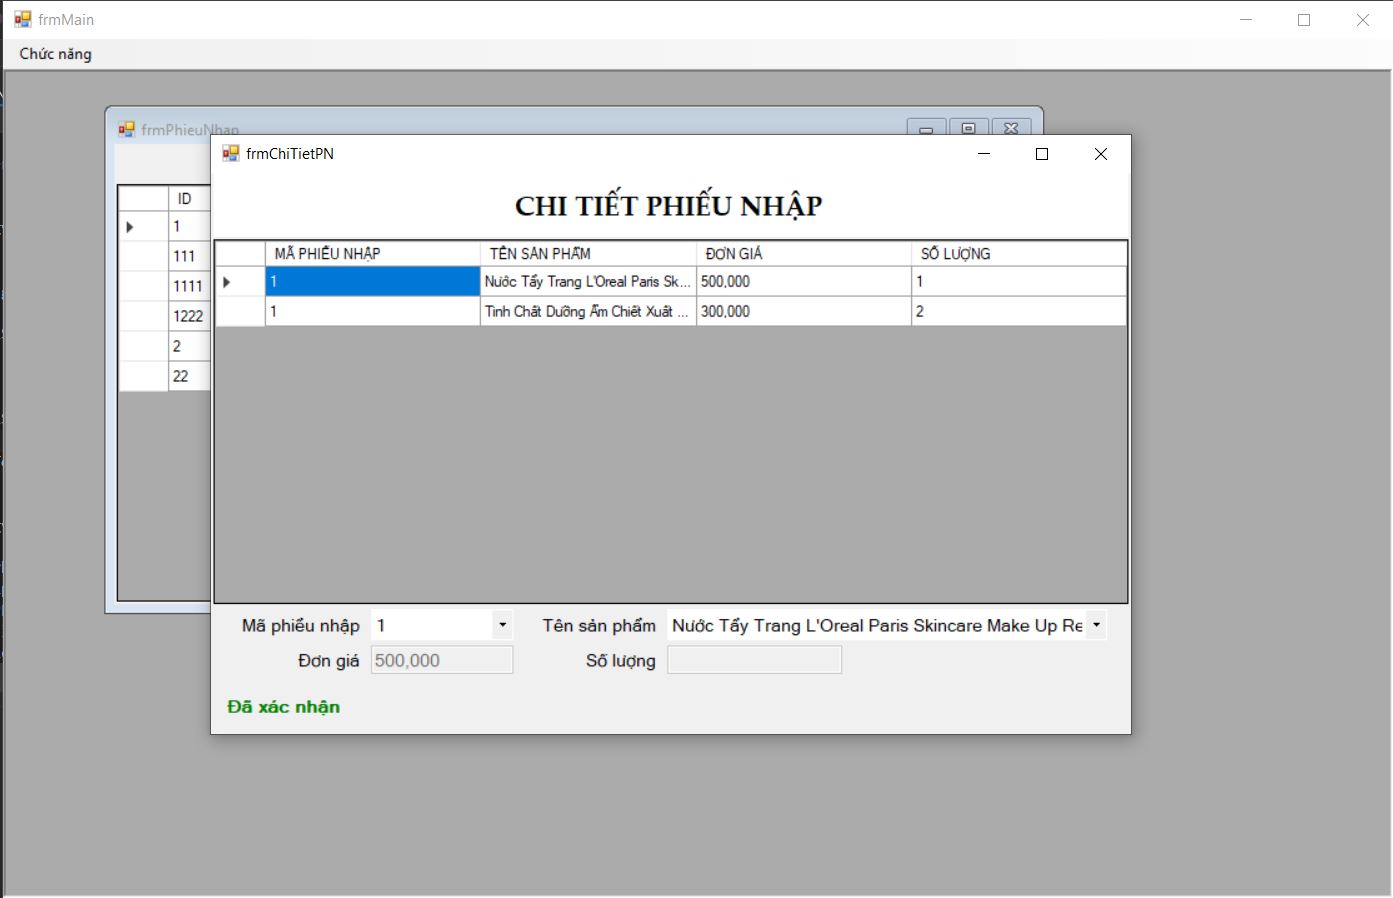 frmMain
Chức năng
frmPhieuNhap
ID
1
111
1111
1222
2
22
frmChiTietPN
CHI TIẾT PHIẾU NHẬP
MÃ PHIẾU NHẬP TÊN SẢN PHẨM ĐƠN GIÁ SỐ LƯỢNG
1 Nước Tẩy Trang L'Oreal Paris Sk... 500,000 1
1 Tinh Chất Dưỡng Ẩm Chiết Xuất ... 300,000 2
Mã phiếu nhập 1 Tên sản phẩm Nước Tẩy Trang L'Oreal Paris Skincare Make Up Re
Đơn giá 500,000 Số lượng
Đã xác nhận